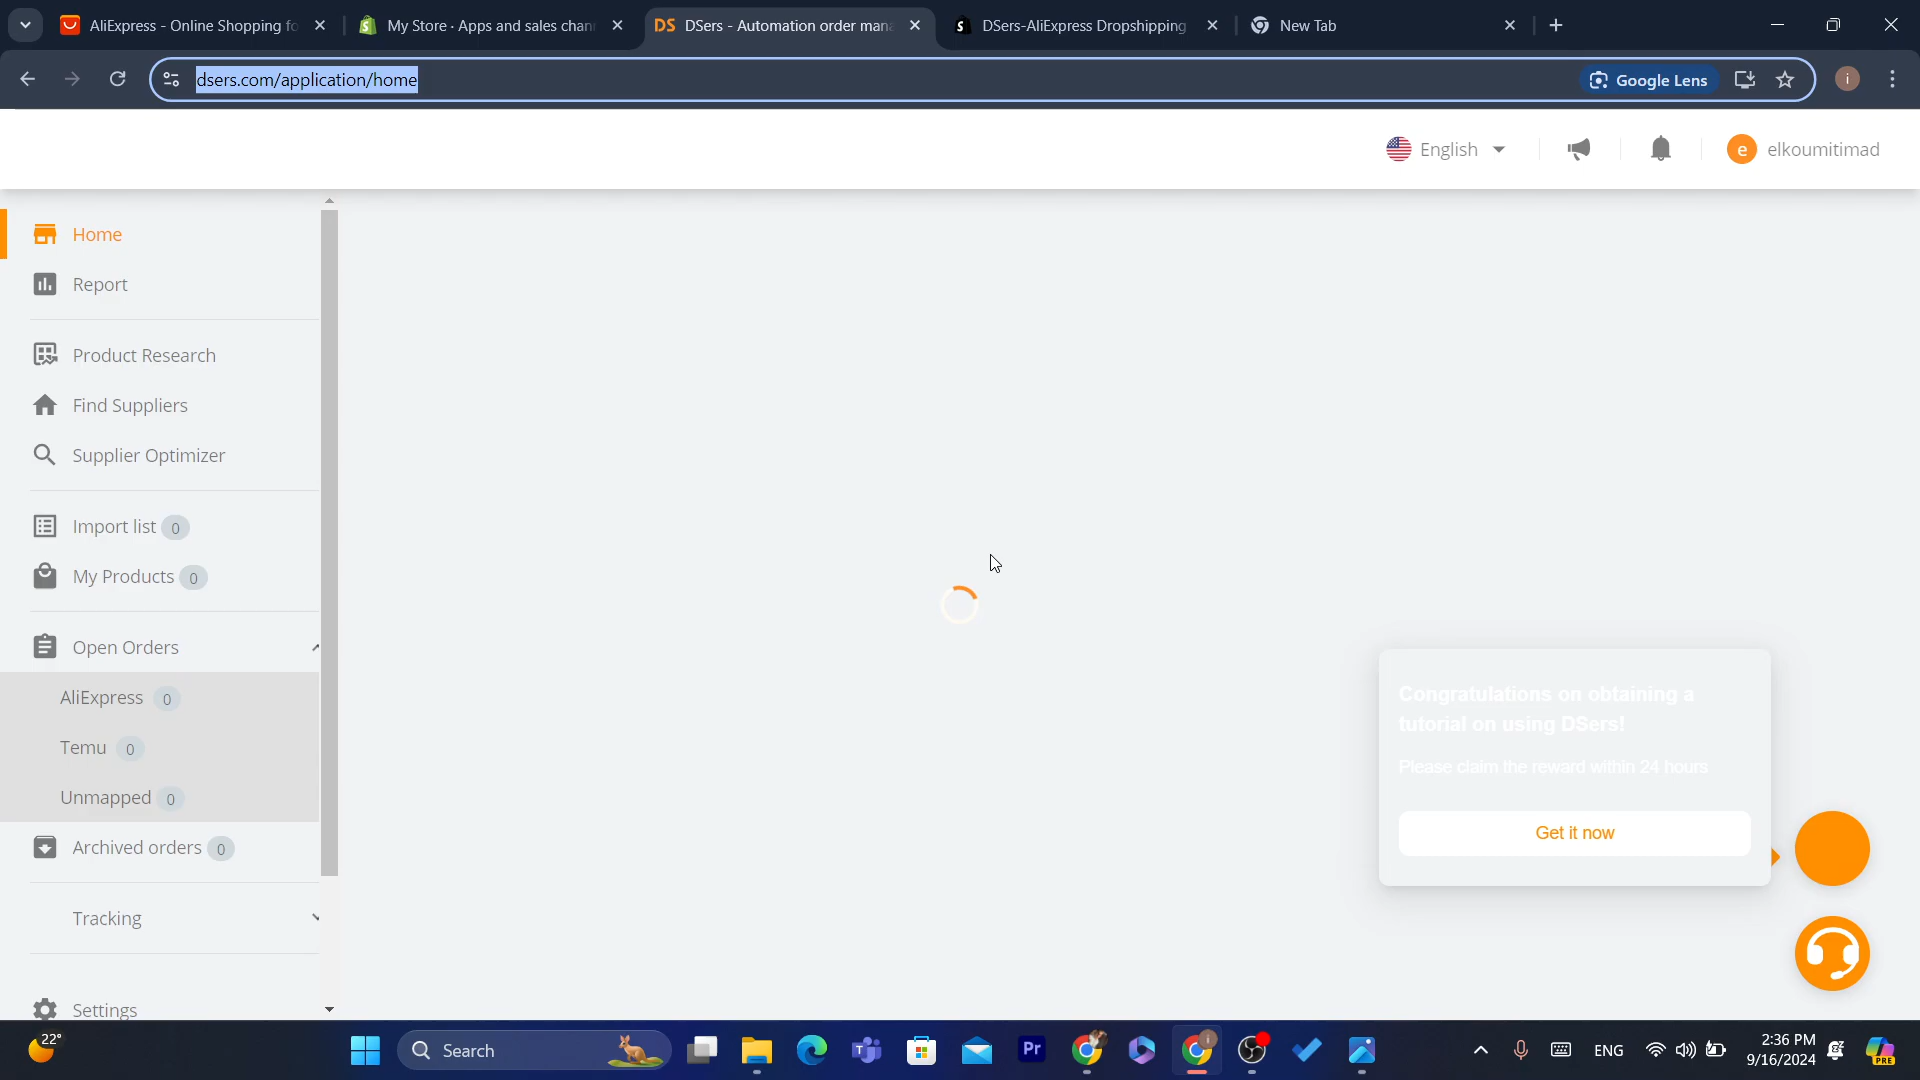 AliExpress - Online Shopping fo
My Store · Apps and sales chan
DS DSers - Automation order mana
DSers-AliExpress Dropshipping
New Tab
dsers.com/application/home
Google Lens
i
English
e elkoumitimad
Home
Report
Product Research
Find Suppliers
Supplier Optimizer
Import list 0
My Products 0
Open Orders
AliExpress 0
Temu 0
Unmapped 0
Archived orders 0
Tracking
Settings
Congratulations on obtaining a
tutorial on using DSers!
Please claim the reward within 24 hours
Get it now
22°
Search
Pr
i
ENG
2:36 PM
9/16/2024
PRE